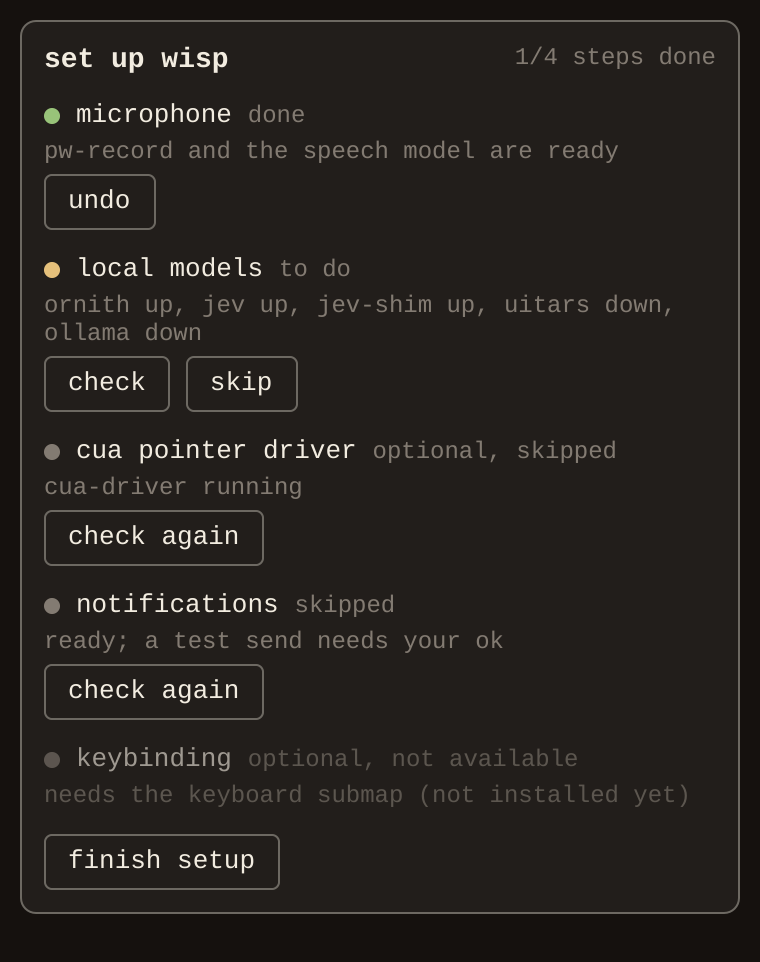 set up wisp
1/4 steps done
microphone done
pw-record and the speech model are ready
undo
local models to do
ornith up, jev up, jev-shim up, uitars down,
ollama down
check
skip
cua pointer driver optional, skipped
cua-driver running
check again
notifications skipped
ready; a test send needs your ok
check again
keybinding optional, not available
needs the keyboard submap (not installed yet)
finish setup